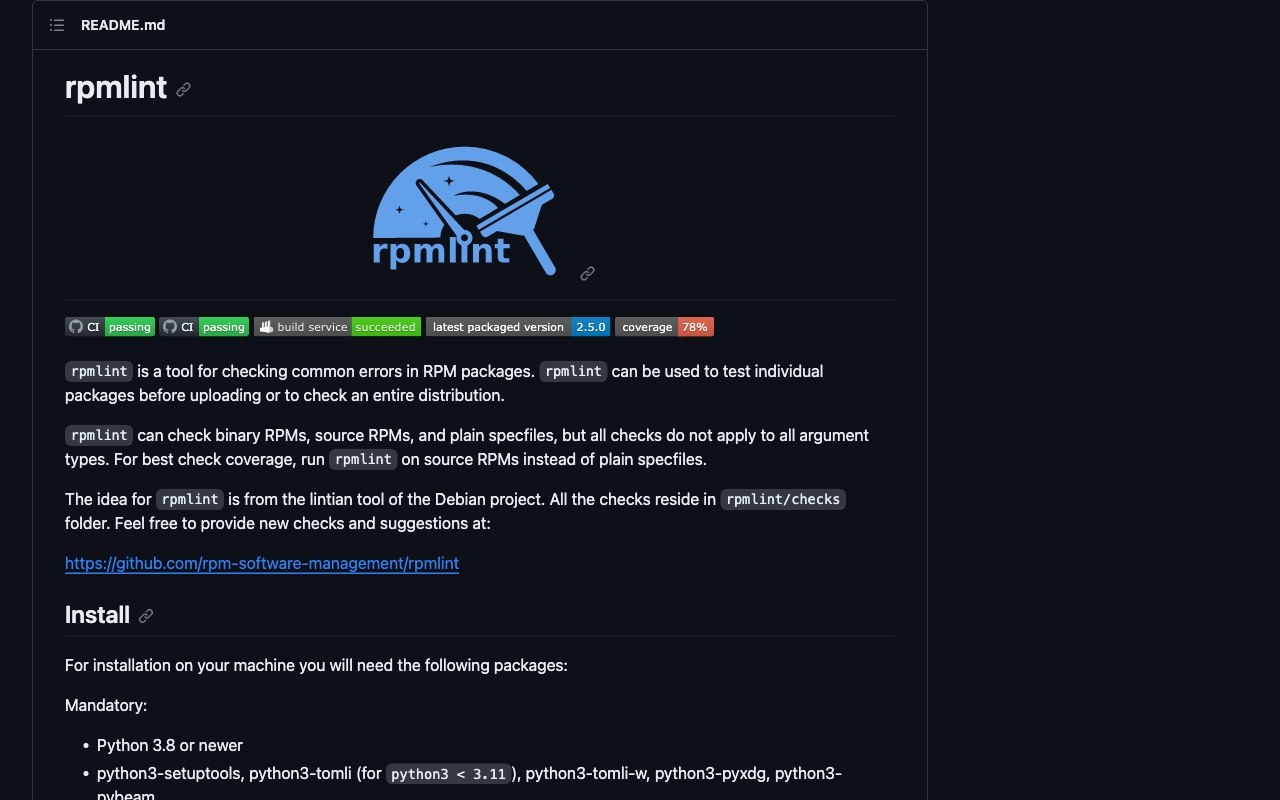 README.md
rpmlint
rpmlint
CI passing CI passing build service succeeded latest packaged version 2.5.0 coverage 78%
rpmlint is a tool for checking common errors in RPM packages. rpmlint can be used to test individual
packages before uploading or to check an entire distribution.
rpmlint can check binary RPMs, source RPMs, and plain specfiles, but all checks do not apply to all argument
types. For best check coverage, run rpmlint on source RPMs instead of plain specfiles.
The idea for rpmlint is from the lintian tool of the Debian project. All the checks reside in rpmlint/checks
folder. Feel free to provide new checks and suggestions at:
https://github.com/rpm-software-management/rpmlint
Install
For installation on your machine you will need the following packages:
Mandatory:
• Python 3.8 or newer
• python3-setuptools, python3-tomli (for python3 < 3.11), python3-tomli-w, python3-pyxdg, python3-
pybeam